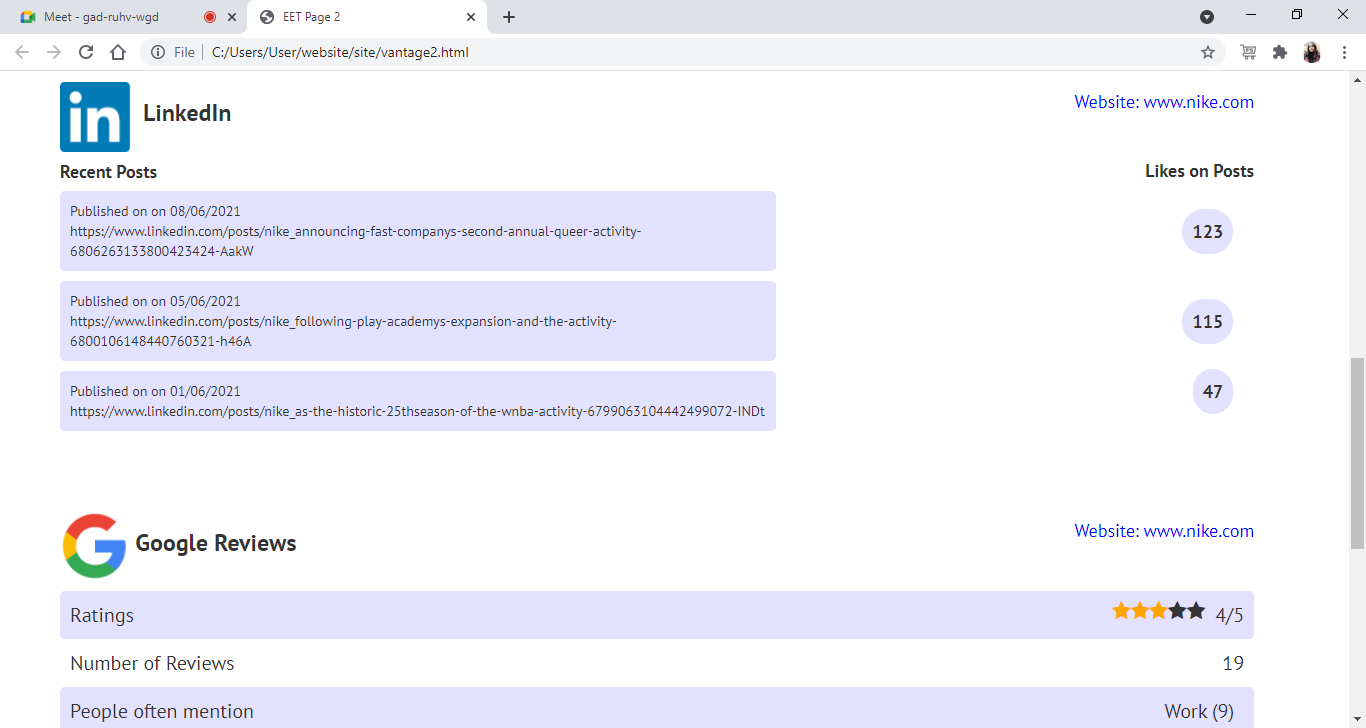 Meet - gad-ruhv-wgd
EET Page 2
File
C:/Users/User/website/site/vantage2.html
in
LinkedIn
Website: www.nike.com
Recent Posts
Likes on Posts
Published on on 08/06/2021
https://www.linkedin.com/posts/nike_announcing-fast-companys-second-annual-queer-activity-
6806263133800423424-AakW
123
Published on on 05/06/2021
https://www.linkedin.com/posts/nike_following-play-academys-expansion-and-the-activity-
6800106148440760321-h46A
115
Published on on 01/06/2021
https://www.linkedin.com/posts/nike_as-the-historic-25thseason-of-the-wnba-activity-6799063104442499072-INDt
47
G
Google Reviews
Website: www.nike.com
Ratings
4/5
Number of Reviews
19
People often mention
Work (9)